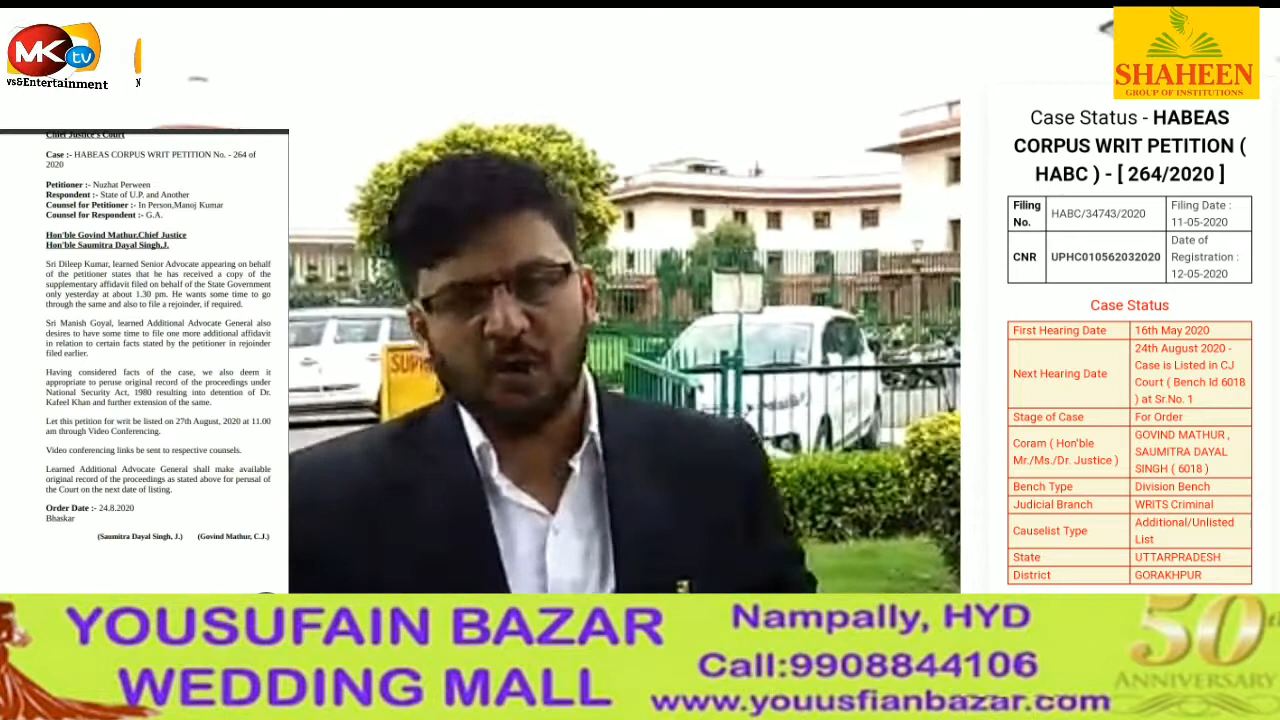 MK tv
vs&Entertainment
SHAHEEN
GROUP OF INSTITUTIONS
Chief Justice's Court
Case :- HABEAS CORPUS WRIT PETITION No. - 264 of
2020
Petitioner :- Nuzhat Perween
Respondent :- State of U.P. and Another
Counsel for Petitioner :- In Person,Manoj Kumar
Counsel for Respondent :- G.A.
Hon'ble Govind Mathur,Chief Justice
Hon'ble Saumitra Dayal Singh,J.
Sri Dileep Kumar, learned Senior Advocate appearing on behalf
of the petitioner states that he has received a copy of the
supplementary affidavit filed on behalf of the State Government
only yesterday at about 1.30 pm. He wants some time to go
through the same and also to file a rejoinder, if required.
Sri Manish Goyal, learned Additional Advocate General also
desires to have some time to file one more additional affidavit
in relation to certain facts stated by the petitioner in rejoinder
filed earlier.
Having considered facts of the case, we also deem it
appropriate to peruse original record of the proceedings under
National Security Act, 1980 resulting into detention of Dr.
Kafeel Khan and further extension of the same.
Let this petition for writ be listed on 27th August, 2020 at 11.00
am through Video Conferencing.
Video conferencing links be sent to respective counsels.
Learned Additional Advocate General shall make available
original record of the proceedings as stated above for perusal of
the Court on the next date of listing.
Order Date :- 24.8.2020
Bhaskar
(Saumitra Dayal Singh, J.) (Govind Mathur, C.J.)
SUPR
Case Status - HABEAS
CORPUS WRIT PETITION (
HABC ) - [ 264/2020 ]
Filing No. HABC/34743/2020 Filing Date : 11-05-2020
CNR UPHC010562032020 Date of Registration : 12-05-2020
Case Status
First Hearing Date 16th May 2020
Next Hearing Date 24th August 2020 - Case is Listed in CJ Court ( Bench Id 6018 ) at Sr.No. 1
Stage of Case For Order
Coram ( Hon'ble Mr./Ms./Dr. Justice ) GOVIND MATHUR , SAUMITRA DAYAL SINGH ( 6018 )
Bench Type Division Bench
Judicial Branch WRITS Criminal
Causelist Type Additional/Unlisted List
State UTTARPRADESH
District GORAKHPUR
YOUSUFAIN BAZAR
WEDDING MALL
Nampally, HYD
Call:9908844106
www.youusfianbazar.com
50th
ANNIVERSARY